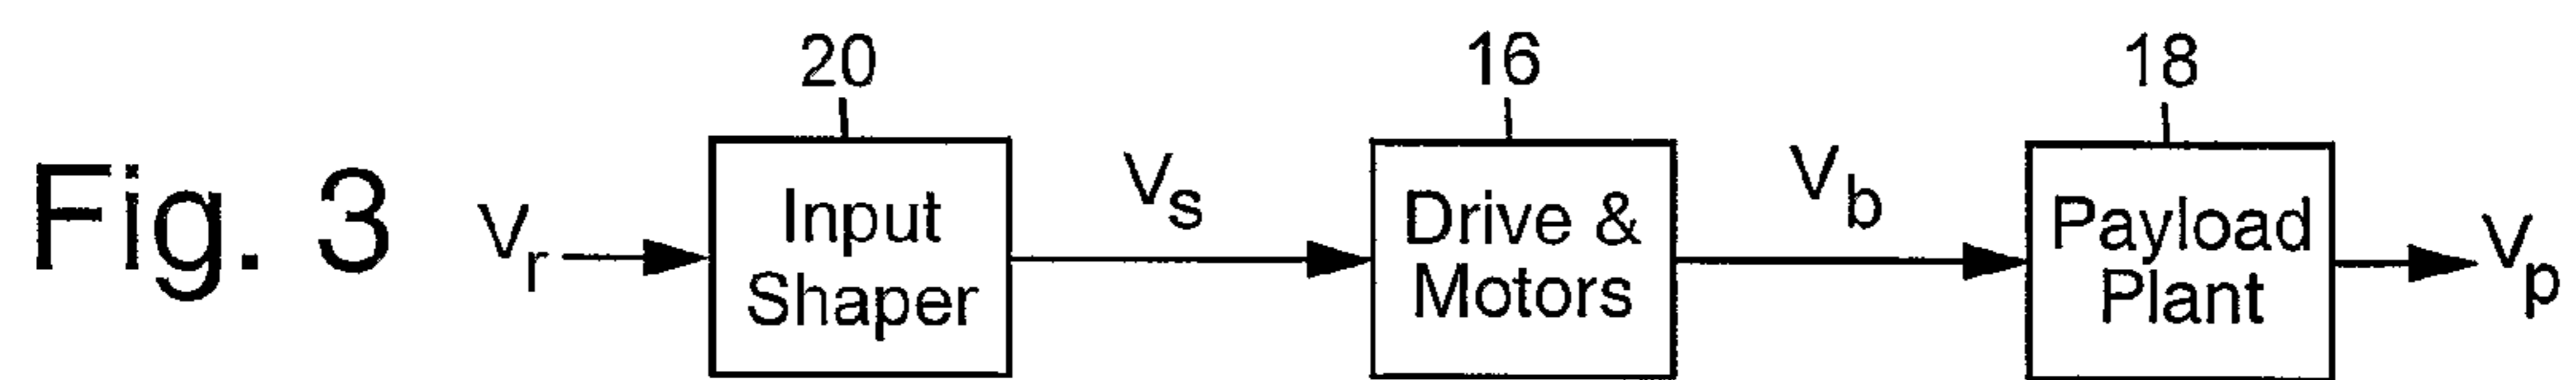 20
16
18
Fig. 3
Vr
Input
Shaper
Vs
Drive &
Motors
Vb
Payload
Plant
Vp